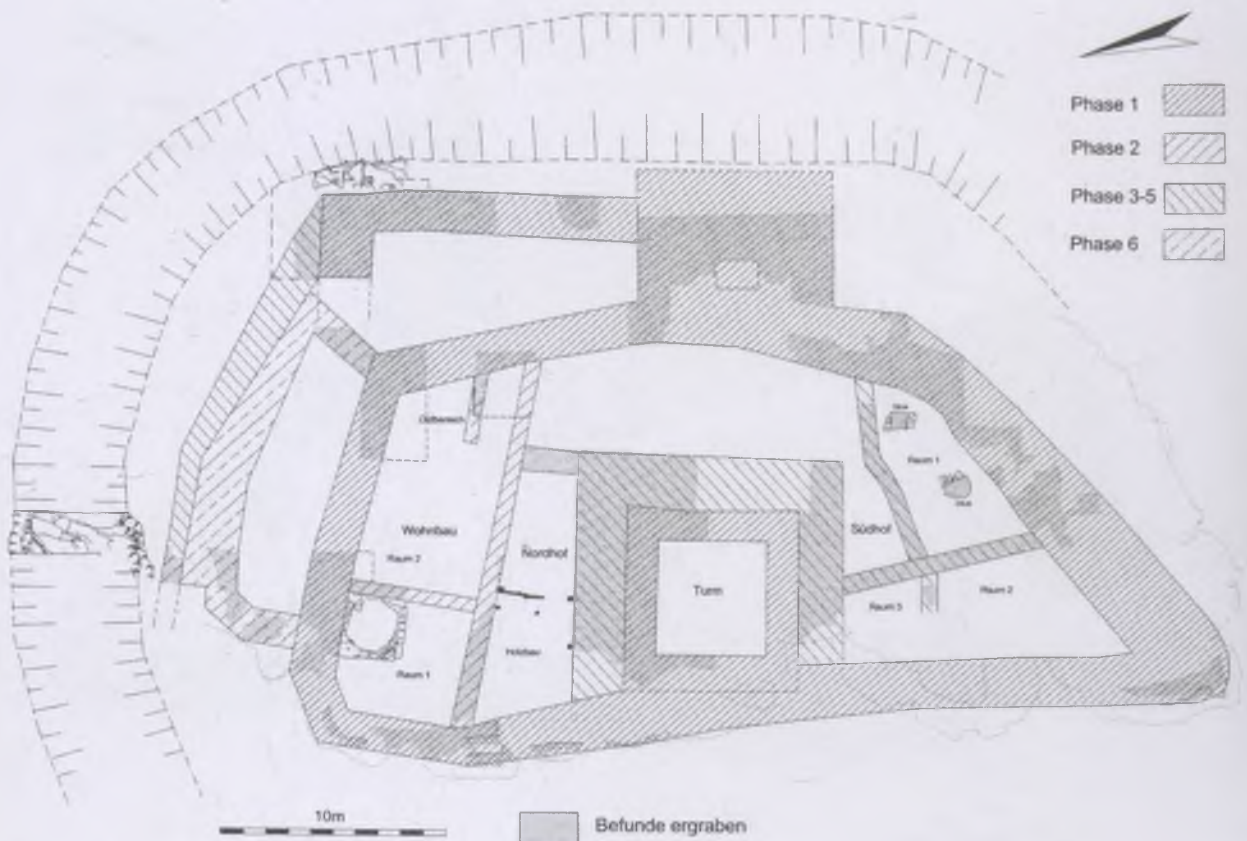 Phase 1
Phase 2
Phase 3-5
Phase 6
Raum 1
Wohnbau
Nordhof
Südhof
Raum 2
Turm
Raum 3
Raum 2
Holzbau
Raum 1
10m
Befunde ergraben